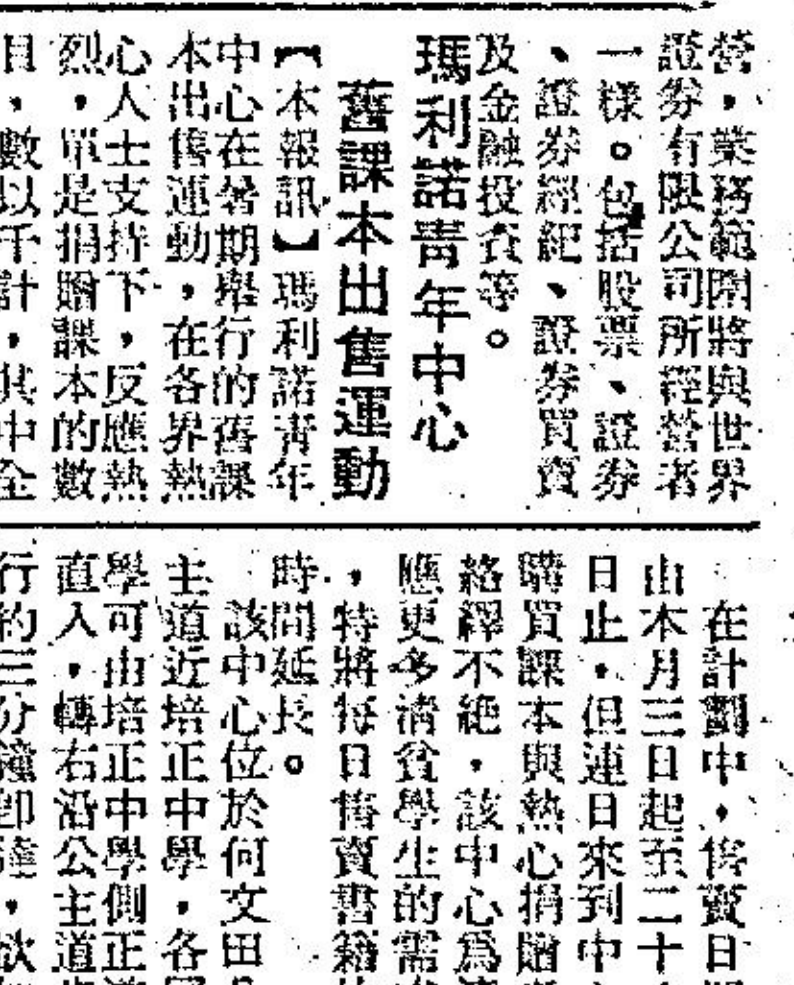 營，業務範圍將與世界
證券有限公司所經營者
一樣。包括股票、證券
、證券經紀、證券買賣
及金融投資等。
瑪利諾青年中心
舊課本出售運動
【本報訊】瑪利諾青年
中心在暑期舉行的舊課
本出售運動，在各界熱
心人士支持下，反應熱
烈，單是捐贈課本的數
目，數以千計，其中全
在計劃中，售賣日期
由本月三日起至二十
日止，但連日來到中
購買課本與熱心捐贈
絡繹不絕，該中心為
應更多清貧學生的需
，特將每日售賣書籍
時間延長。
該中心位於何文田
主道近培正中學，各
學可由培正中學側正
直入，轉右沿公主道
行約三分鐘即達，欲